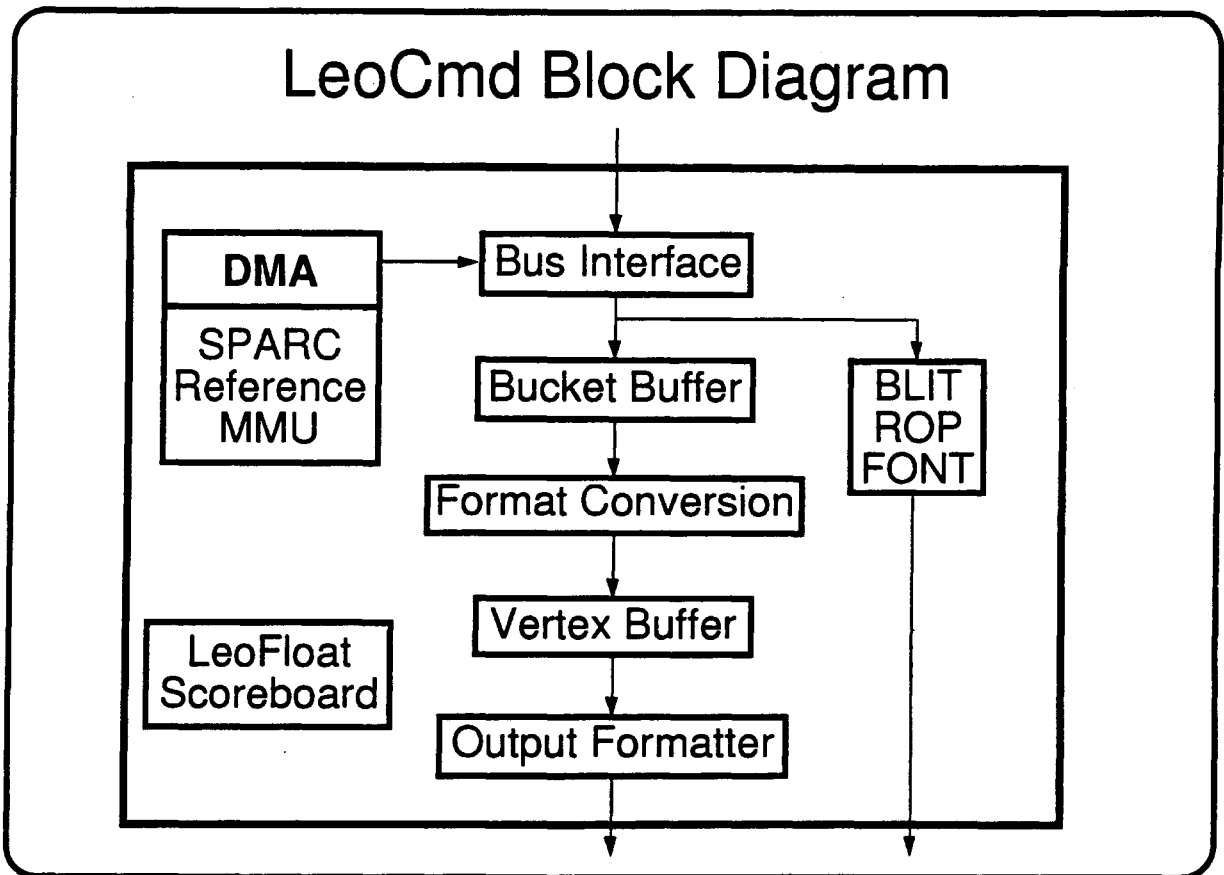 LeoCmd Block Diagram
DMA
SPARC
Reference
MMU
Bus Interface
Bucket Buffer
BLIT
ROP
FONT
Format Conversion
Vertex Buffer
LeoFloat
Scoreboard
Output Formatter